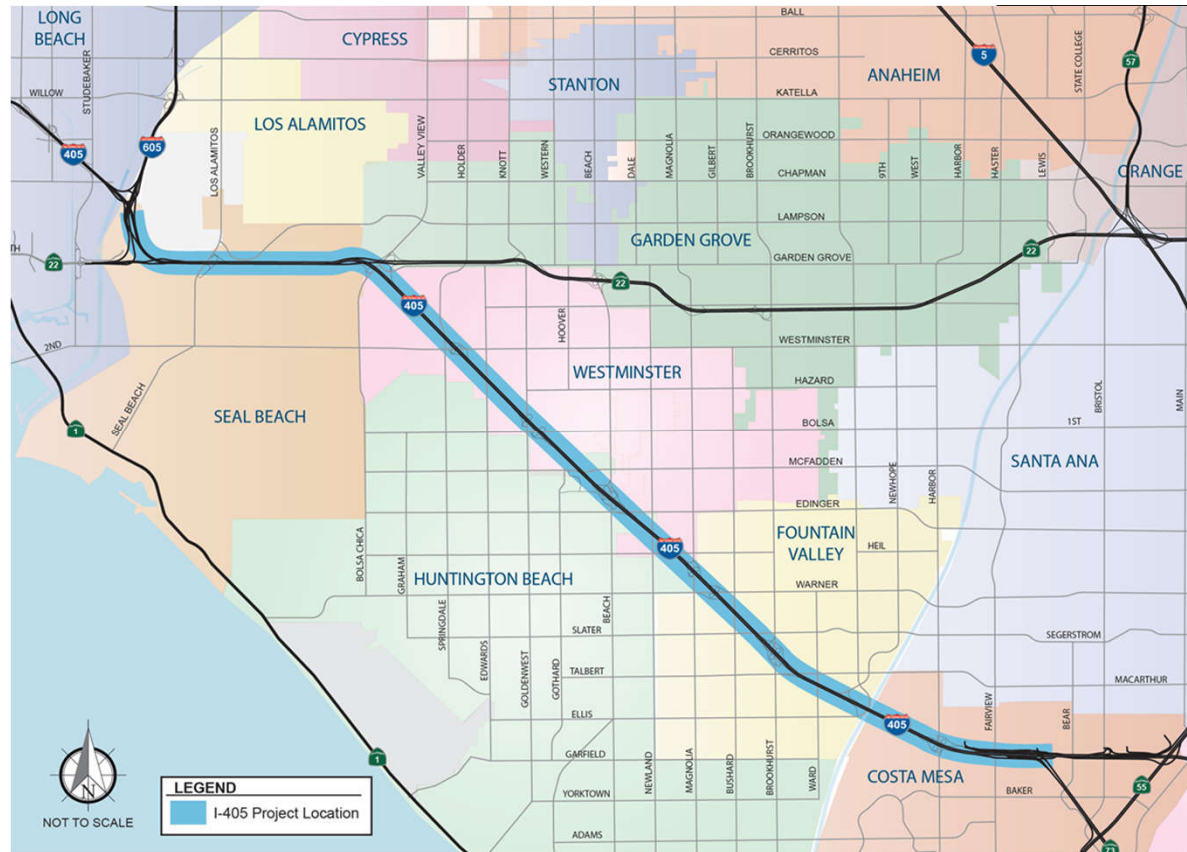 LONG
BEACH
CYPRESS
BALL
CERRITOS
5
57
STATE COLLEGE
STANTON
ANAHEIM
WILLOW
STUDEBAKER
KATELLA
LOS ALAMITOS
405
605
LOS ALAMITOS
VALLEY VIEW
HOLDER
KNOTT
WESTERN
BEACH
DALE
MAGNOLIA
GILBERT
BROOKHURST
ORANGEWOOD
CHAPMAN
9TH
WEST
HARBOR
HASTER
LEWIS
ORANGE
LAMPSON
GARDEN GROVE
TH
22
GARDEN GROVE
22
22
405
HOOVER
2ND
WESTMINSTER
WESTMINSTER
HAZARD
SEAL BEACH
SEAL BEACH
1
BOLSA
1ST
BRISTOL
MAIN
MCFADDEN
SANTA ANA
NEWHOPE
HARBOR
EDINGER
FOUNTAIN
VALLEY
HEIL
405
BOLSA CHICA
GRAHAM
HUNTINGTON BEACH
WARNER
SPRINGDALE
EDWARDS
GOLDENWEST
GOTHARD
BEACH
SLATER
SEGERSTROM
TALBERT
MACARTHUR
FAIRVIEW
BEAR
ELLIS
405
GARFIELD
1
NEWLAND
MAGNOLIA
BUSHARD
BROOKHURST
WARD
COSTA MESA
BAKER
55
YORKTOWN
ADAMS
73
N
NOT TO SCALE
LEGEND
I-405 Project Location